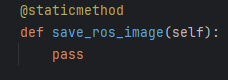 @staticmethod
def save_ros_image(self):
    pass